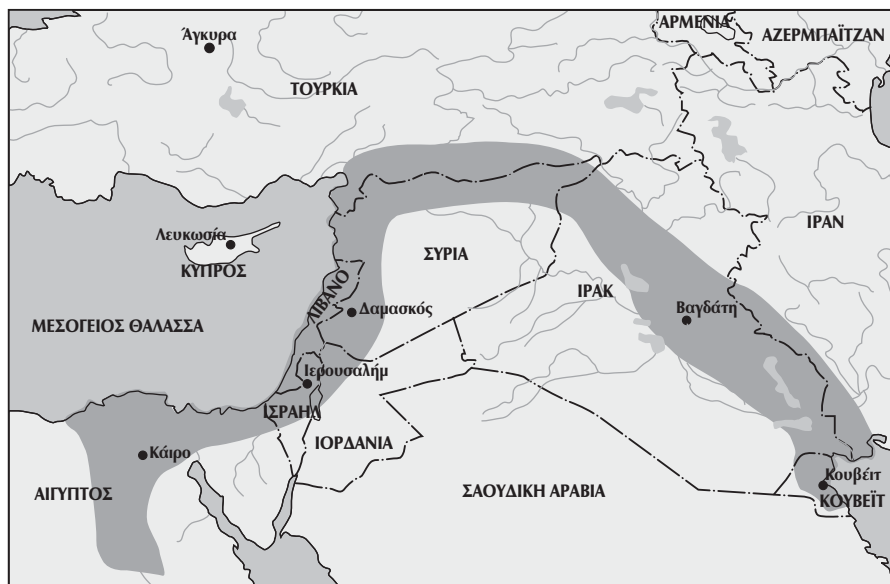 ΑΡΜΕΝΙΑ
ΑΖΕΡΜΠΑΪΤΖΑΝ
Άγκυρα
ΤΟΥΡΚΙΑ
ΙΡΑΝ
Λευκωσία
ΚΥΠΡΟΣ
ΣΥΡΙΑ
ΛΙΒΑΝΟ
ΙΡΑΚ
ΜΕΣΟΓΕΙΟΣ ΘΑΛΑΣΣΑ
Δαμασκός
Βαγδάτη
Ιερουσαλήμ
ΙΣΡΑΗΛ
ΙΟΡΔΑΝΙΑ
Κάιρο
ΑΙΓΥΠΤΟΣ
ΣΑΟΥΔΙΚΗ ΑΡΑΒΙΑ
Κουβέιτ
ΚΟΥΒΕΪΤ